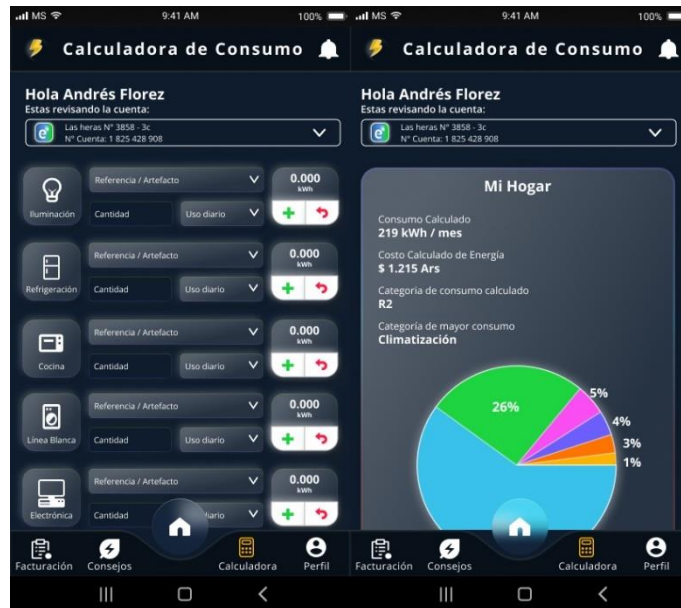 MS 9:41 AM 100%
Calculadora de Consumo
Hola Andrés Florez
Estas revisando la cuenta:
Las heras Nº 3858 - 3c
Nº Cuenta: 1 825 428 908
Iluminación
Referencia / Artefacto
Cantidad
Uso diario
0.000
kWh
Refrigeración
Referencia / Artefacto
Cantidad
Uso diario
0.000
kWh
Cocina
Referencia / Artefacto
Cantidad
Uso diario
0.000
kWh
Línea Blanca
Referencia / Artefacto
Cantidad
Uso diario
0.000
kWh
Electrónica
Referencia / Artefacto
Cantidad
diario
0.000
kWh
Facturación
Consejos
Calculadora
Perfil
MS 9:41 AM 100%
Calculadora de Consumo
Hola Andrés Florez
Estas revisando la cuenta:
Las heras Nº 3858 - 3c
Nº Cuenta: 1 825 428 908
Mi Hogar
Consumo Calculado
219 kWh / mes
Costo Calculado de Energía
$ 1.215 Ars
Categoria de consumo calculado
R2
Categoría de mayor consumo
Climatización
26%
5%
4%
3%
1%
Facturación
Consejos
Calculadora
Perfil